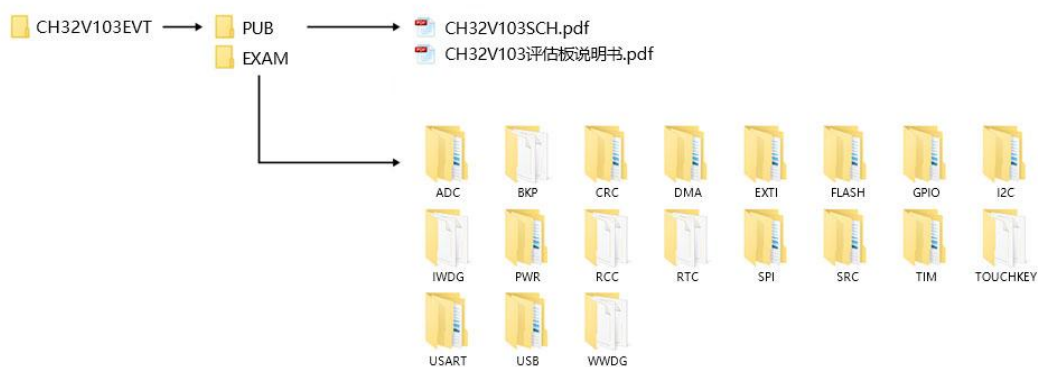 CH32V103EVT
PUB
CH32V103SCH.pdf
EXAM
CH32V103评估板说明书.pdf
ADC
BKP
CRC
DMA
EXTI
FLASH
GPIO
I2C
IWDG
PWR
RCC
RTC
SPI
SRC
TIM
TOUCHKEY
USART
USB
WWDG